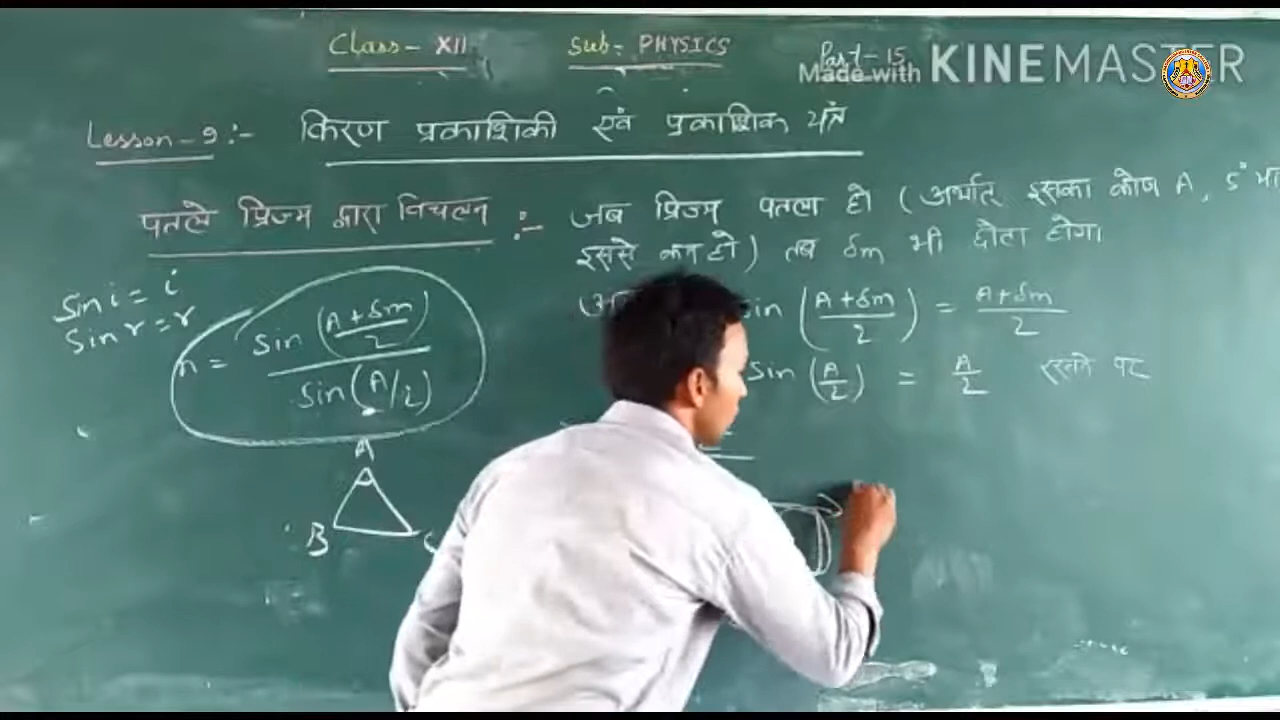 Class - XII Sub:- PHYSICS Part - 15
Made with KINEMASTER
Lesson - 9 :- किरण प्रकाशिकी एवं प्रकाशिक यंत्र
पतले प्रिज्म द्वारा विचलन :- जब प्रिज्म पतला हो (अर्थात इसका कोण A, 5° या
इससे कम हो) तब δm भी छोटा होगा।
sin i = i
sin r = r
n = sin (A + δm / 2) / sin (A/2)
sin (A + δm / 2) = A + δm / 2
sin (A/2) = A/2 रखने पर
A
B